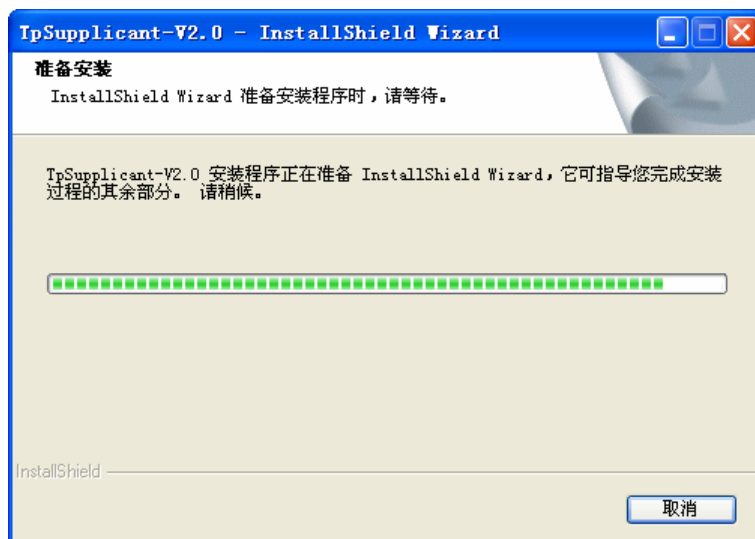 TpSupplicant-V2.0 - InstallShield Wizard
准备安装
InstallShield Wizard 准备安装程序时，请等待。
TpSupplicant-V2.0 安装程序正在准备 InstallShield Wizard，它可指导您完成安装
过程的其余部分。 请稍候。
InstallShield
取消